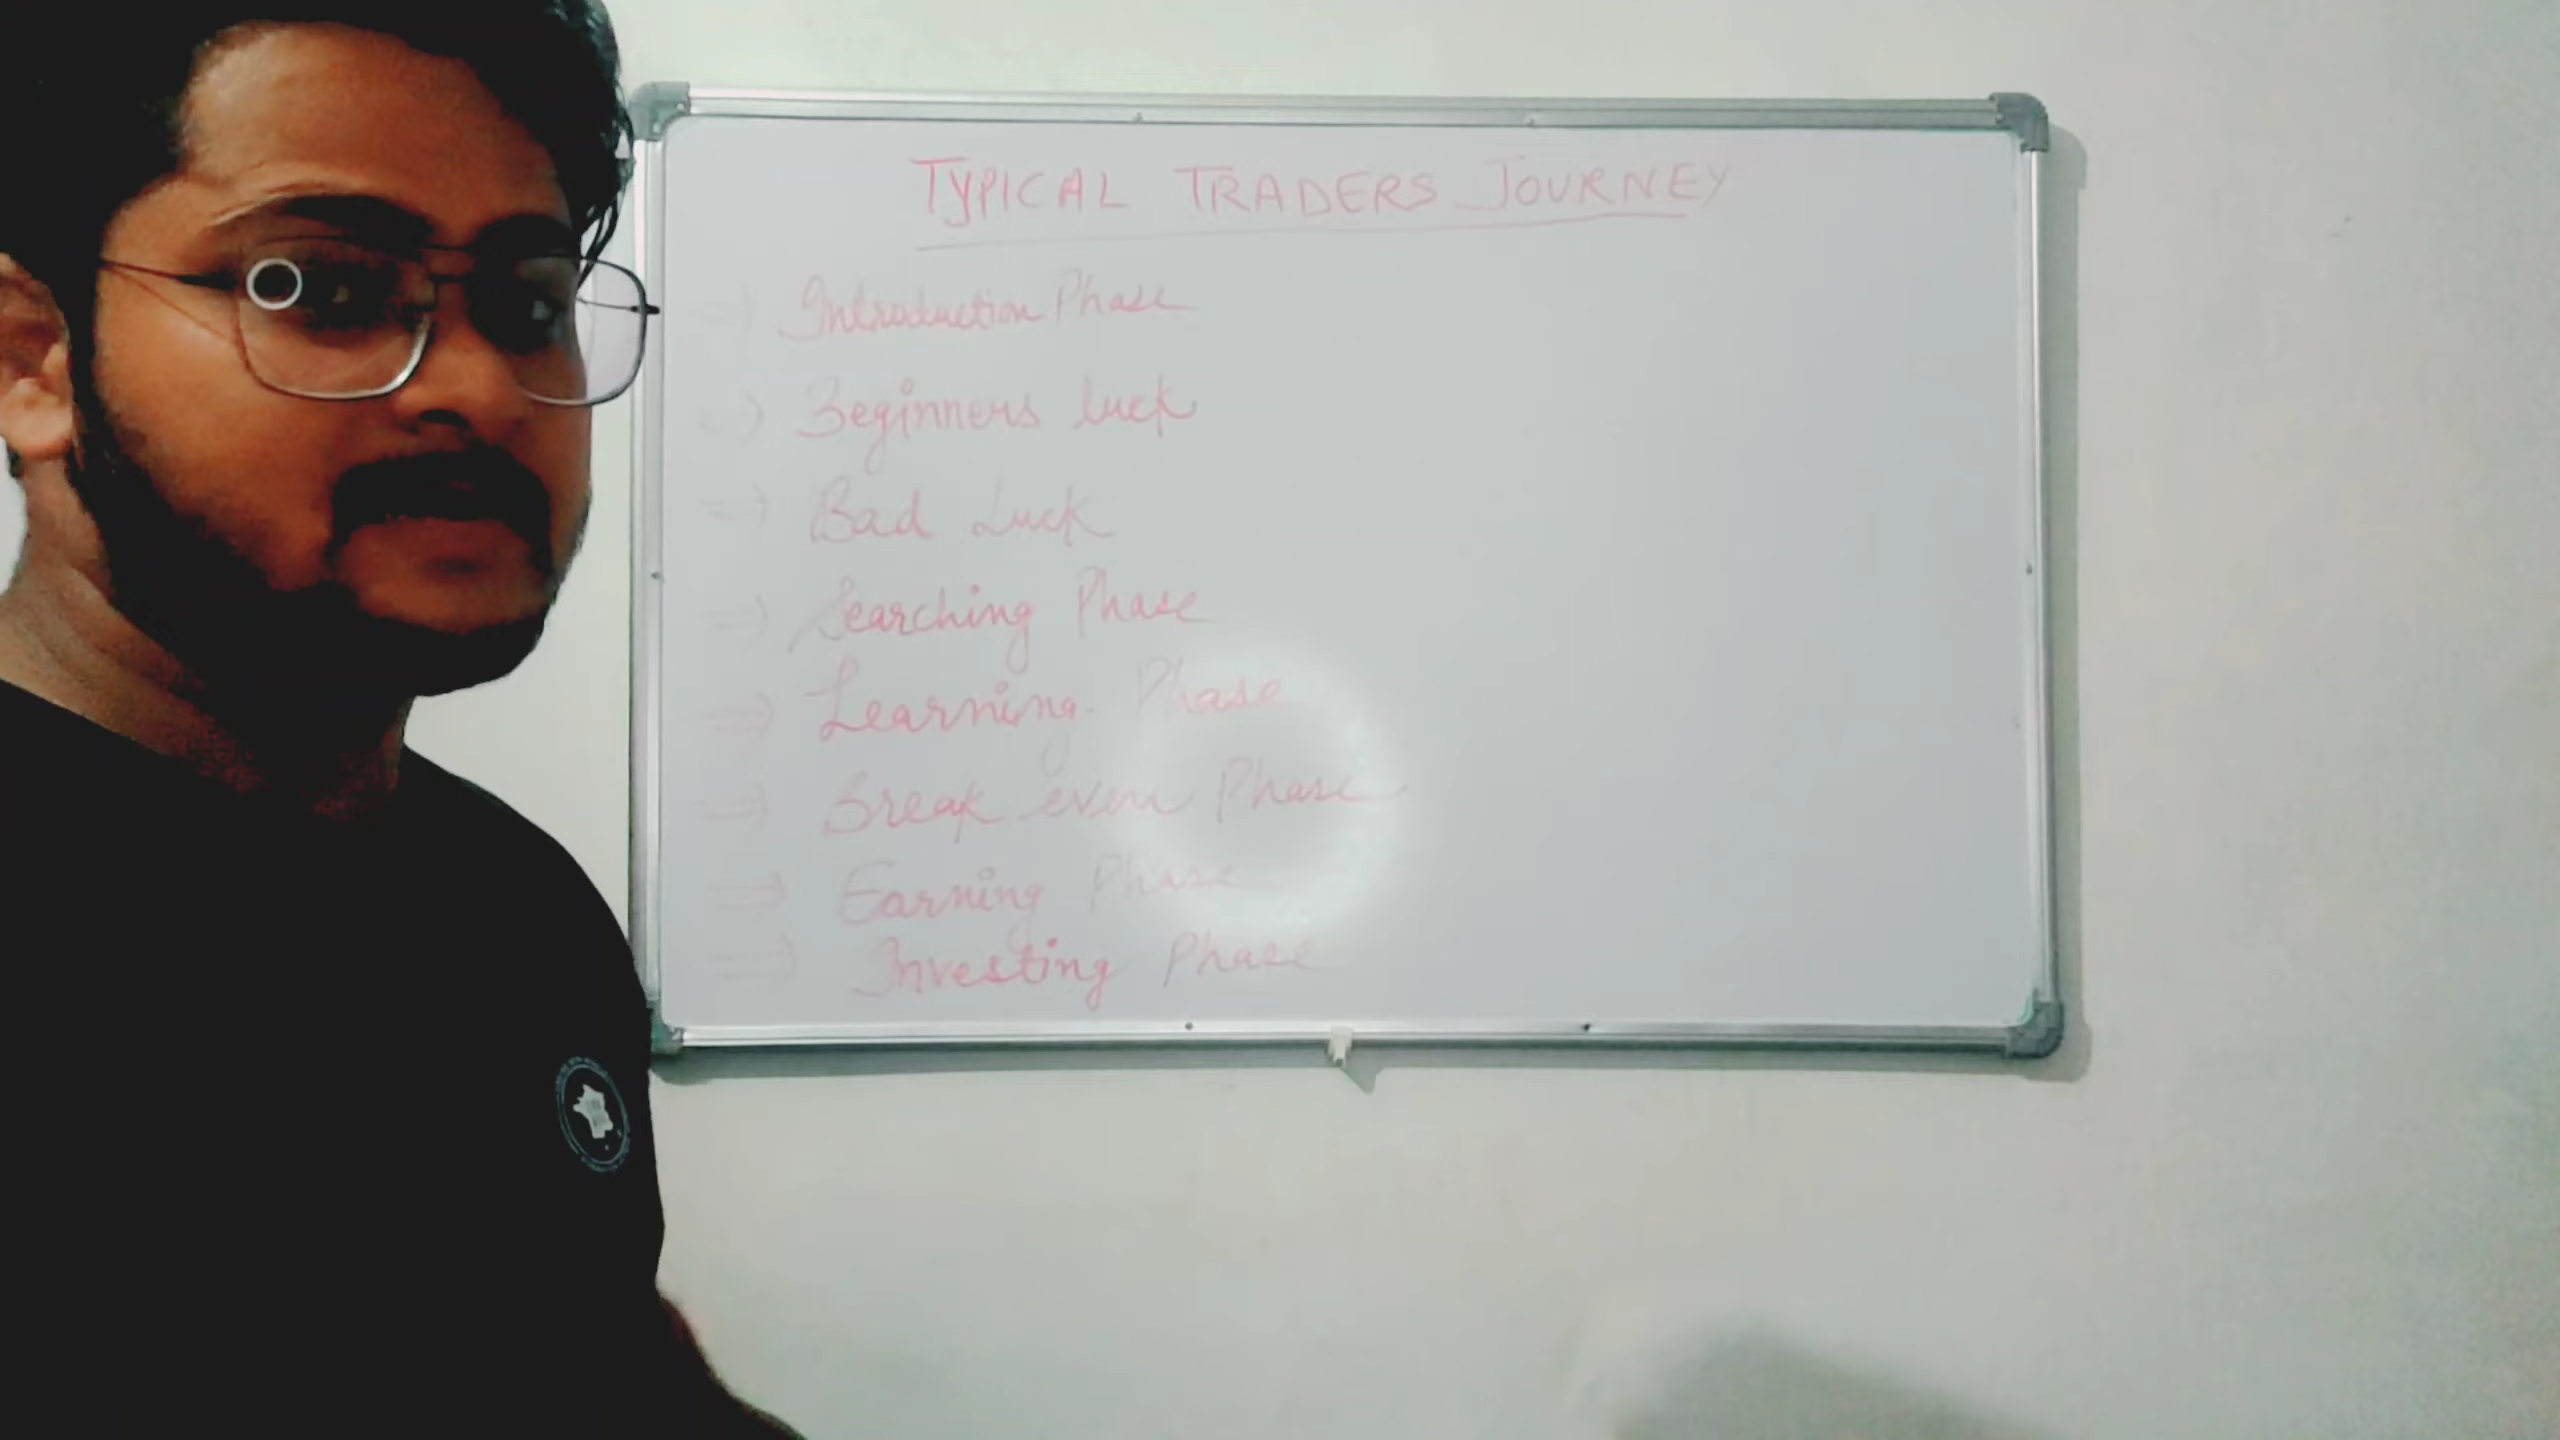 TYPICAL TRADERS JOURNEY
=> Introduction Phase
=> Beginners luck
=> Bad Luck
=> Searching Phase
=> Learning Phase
=> Break even Phase
=> Earning Phase
=> Investing Phase